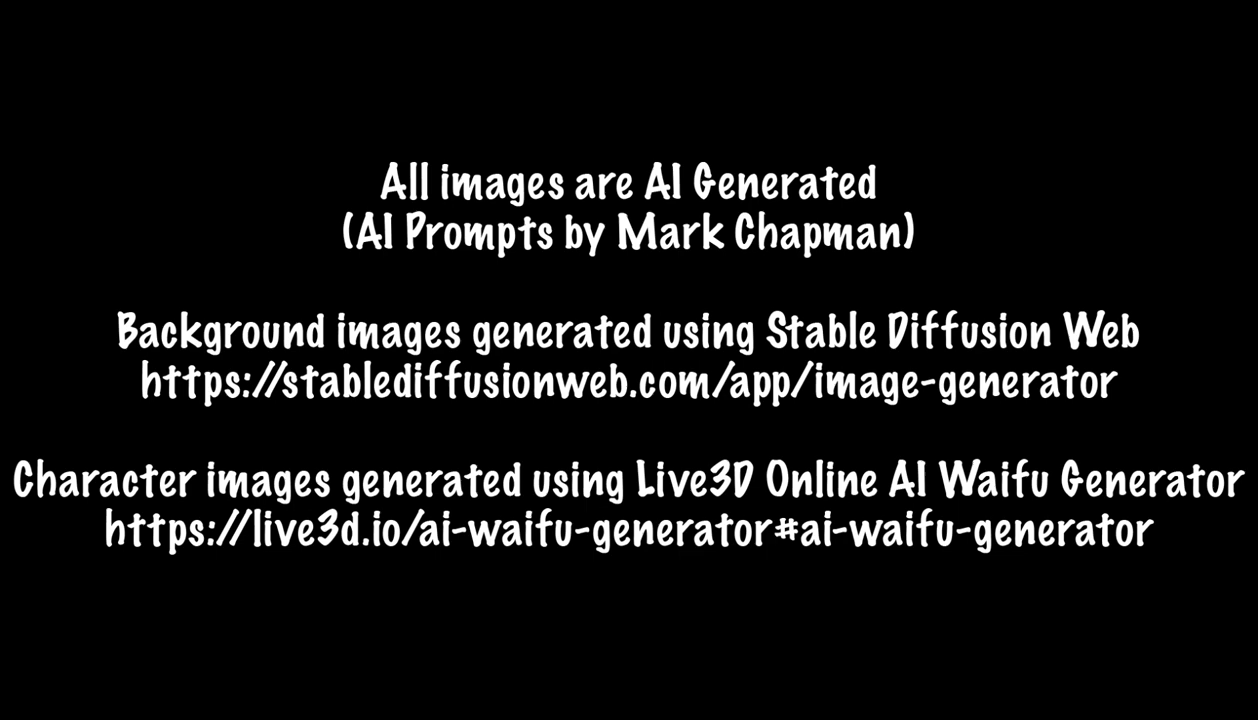 All images are AI Generated
(AI Prompts by Mark Chapman)
Background images generated using Stable Diffusion Web
https://stablediffusionweb.com/app/image-generator
Character images generated using Live3D Online AI Waifu Generator
https://live3d.io/ai-waifu-generator#ai-waifu-generator